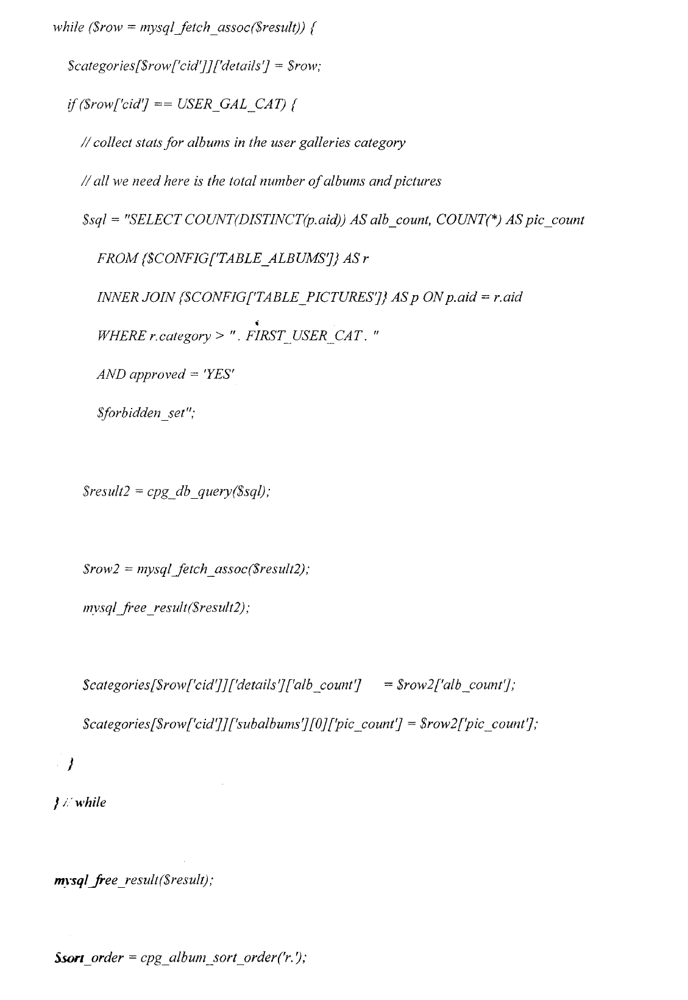 while ($row = mysql_fetch_assoc($result)) {
$categories[$row['cid']]['details'] = $row;
if ($row['cid'] == USER_GAL_CAT) {
// collect stats for albums in the user galleries category
// all we need here is the total number of albums and pictures
$sql = "SELECT COUNT(DISTINCT(p.aid)) AS alb_count, COUNT(*) AS pic_count
FROM {$CONFIG['TABLE_ALBUMS']} AS r
INNER JOIN {$CONFIG['TABLE_PICTURES']} AS p ON p.aid = r.aid
WHERE r.category > ". FIRST_USER_CAT. "
AND approved = 'YES'
$forbidden_set";
$result2 = cpg_db_query($sql);
$row2 = mysql_fetch_assoc($result2);
mysql_free_result($result2);
$categories[$row['cid']]['details']['alb_count'] = $row2['alb_count'];
$categories[$row['cid']]['subalbums'][0]['pic_count'] = $row2['pic_count'];
}
} // while
mysql_free_result($result);
$sort_order = cpg_album_sort_order('r.');